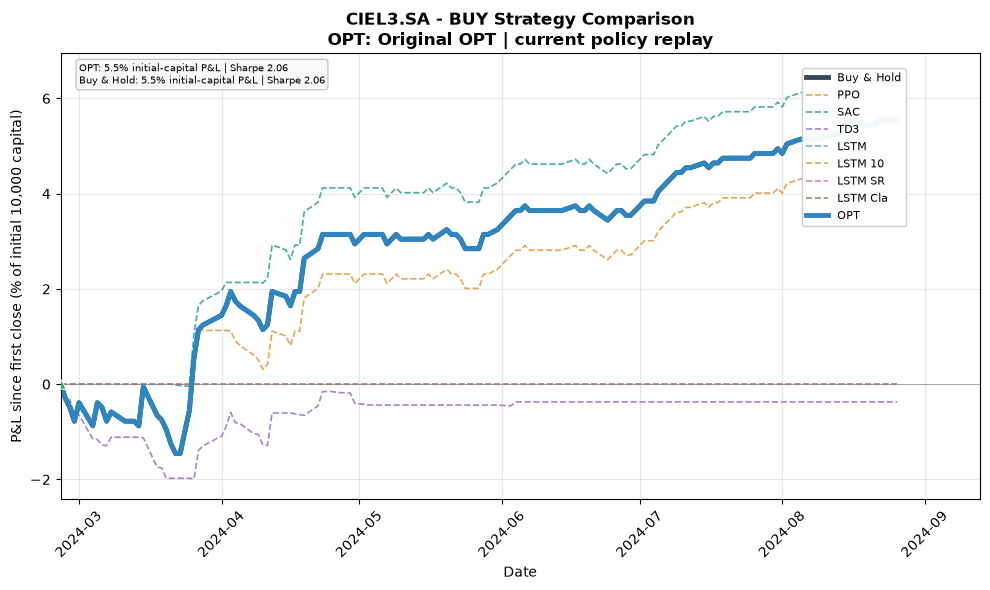 CIEL3.SA - BUY Strategy Comparison
OPT: Original OPT | current policy replay
OPT: 5.5% initial-capital P&L | Sharpe 2.06
Buy & Hold: 5.5% initial-capital P&L | Sharpe 2.06
Buy & Hold
PPO
SAC
TD3
LSTM
LSTM 10
LSTM SR
LSTM Cla
OPT
P&L since first close (% of initial 10,000 capital)
6
4
2
0
−2
2024-03
2024-04
2024-05
2024-06
2024-07
2024-08
2024-09
Date